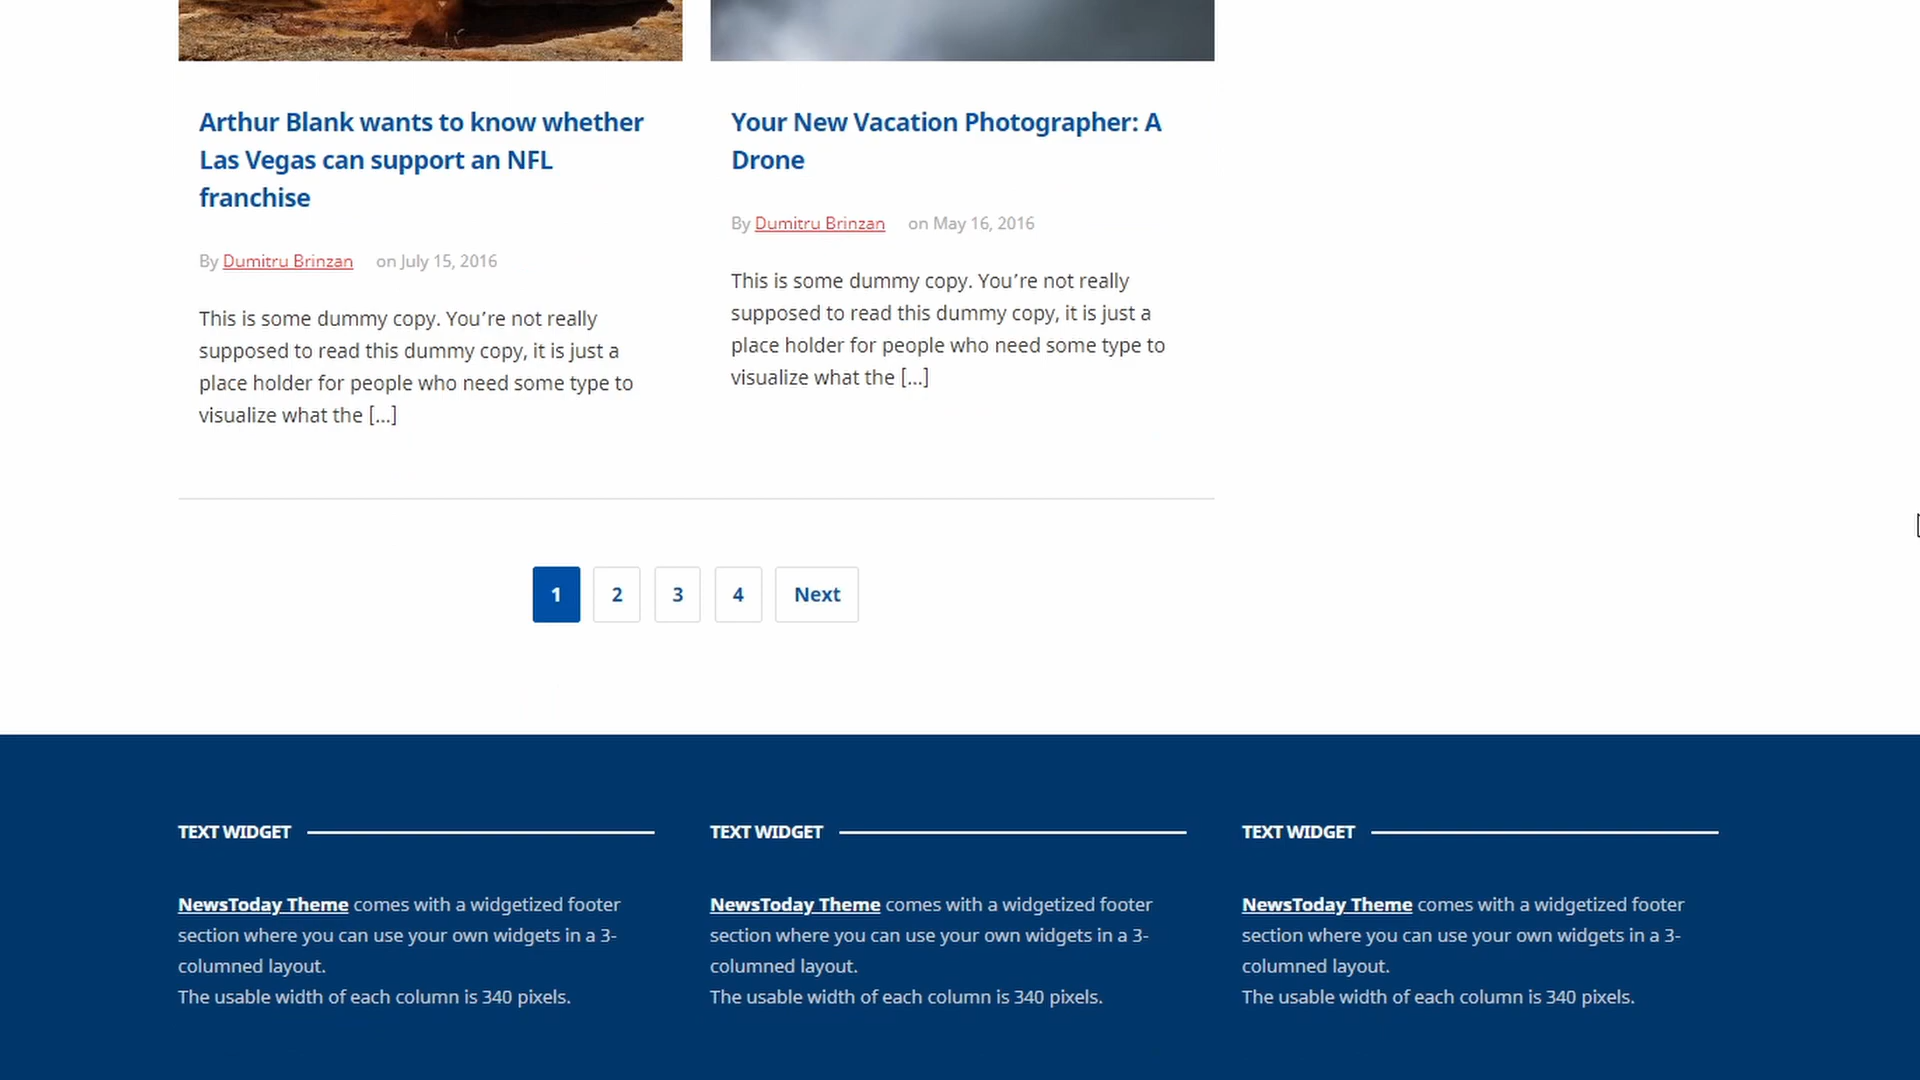 Arthur Blank wants to know whether
Las Vegas can support an NFL
franchise
By Dumitru Brinzan on July 15, 2016
This is some dummy copy. You’re not really
supposed to read this dummy copy, it is just a
place holder for people who need some type to
visualize what the […]
Your New Vacation Photographer: A
Drone
By Dumitru Brinzan on May 16, 2016
This is some dummy copy. You’re not really
supposed to read this dummy copy, it is just a
place holder for people who need some type to
visualize what the […]
1 2 3 4 Next
TEXT WIDGET
NewsToday Theme comes with a widgetized footer
section where you can use your own widgets in a 3-
columned layout.
The usable width of each column is 340 pixels.
TEXT WIDGET
NewsToday Theme comes with a widgetized footer
section where you can use your own widgets in a 3-
columned layout.
The usable width of each column is 340 pixels.
TEXT WIDGET
NewsToday Theme comes with a widgetized footer
section where you can use your own widgets in a 3-
columned layout.
The usable width of each column is 340 pixels.